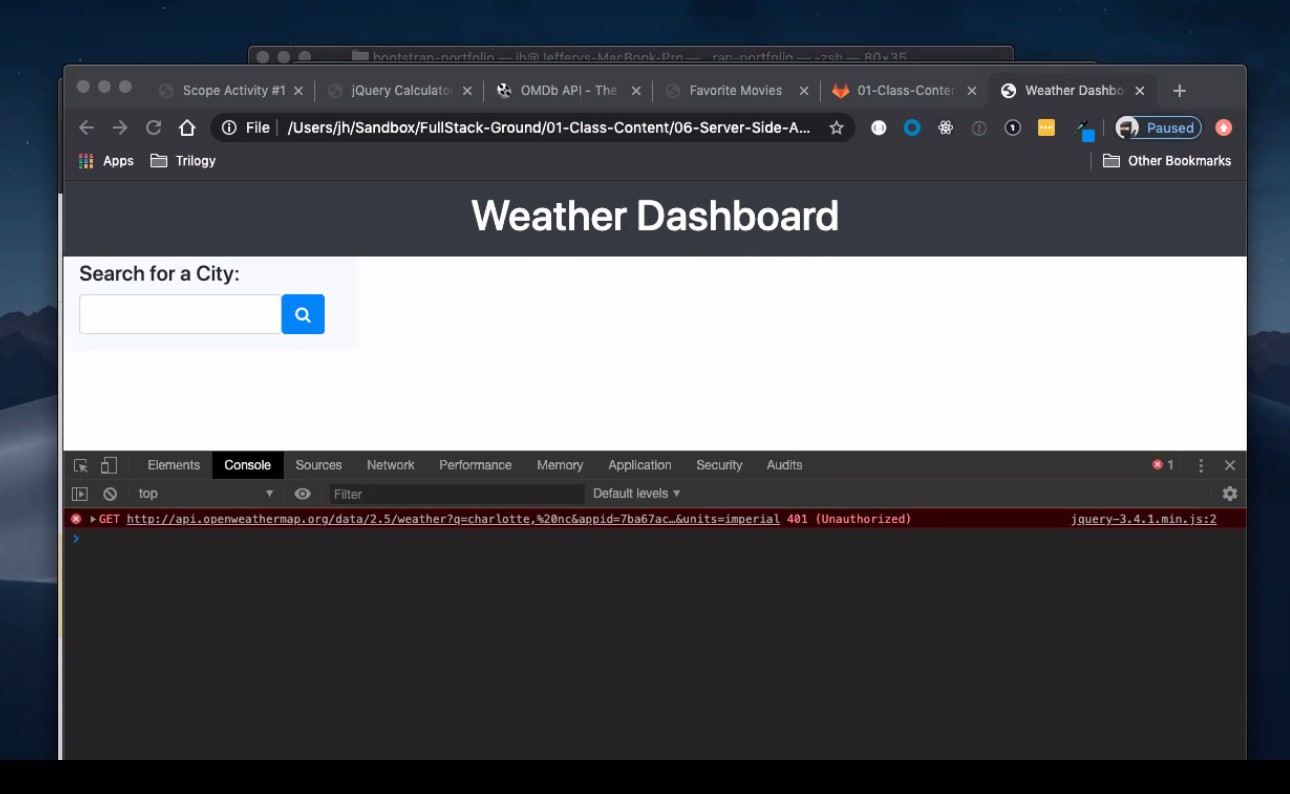 bootstrap-portfolio — jh@Jefferys-MacBook-Pro — ..rap-portfolio — -zsh — 80×35
Scope Activity #1
jQuery Calculator
OMDb API - The
Favorite Movies
01-Class-Conten
Weather Dashbo
File
/Users/jh/Sandbox/FullStack-Ground/01-Class-Content/06-Server-Side-A...
Paused
Apps
Trilogy
Other Bookmarks
Weather Dashboard
Search for a City:
Elements
Console
Sources
Network
Performance
Memory
Application
Security
Audits
1
top
Filter
Default levels
GET http://api.openweathermap.org/data/2.5/weather?q=charlotte,%20nc&appid=7ba67ac…&units=imperial 401 (Unauthorized)
jquery-3.4.1.min.js:2